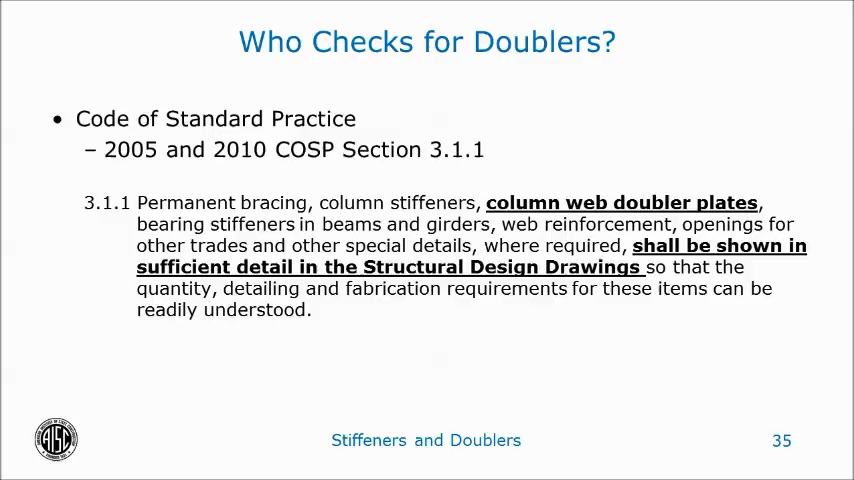 Who Checks for Doublers?
• Code of Standard Practice
– 2005 and 2010 COSP Section 3.1.1
3.1.1 Permanent bracing, column stiffeners, column web doubler plates,
bearing stiffeners in beams and girders, web reinforcement, openings for
other trades and other special details, where required, shall be shown in
sufficient detail in the Structural Design Drawings so that the
quantity, detailing and fabrication requirements for these items can be
readily understood.
AISC
Stiffeners and Doublers
35